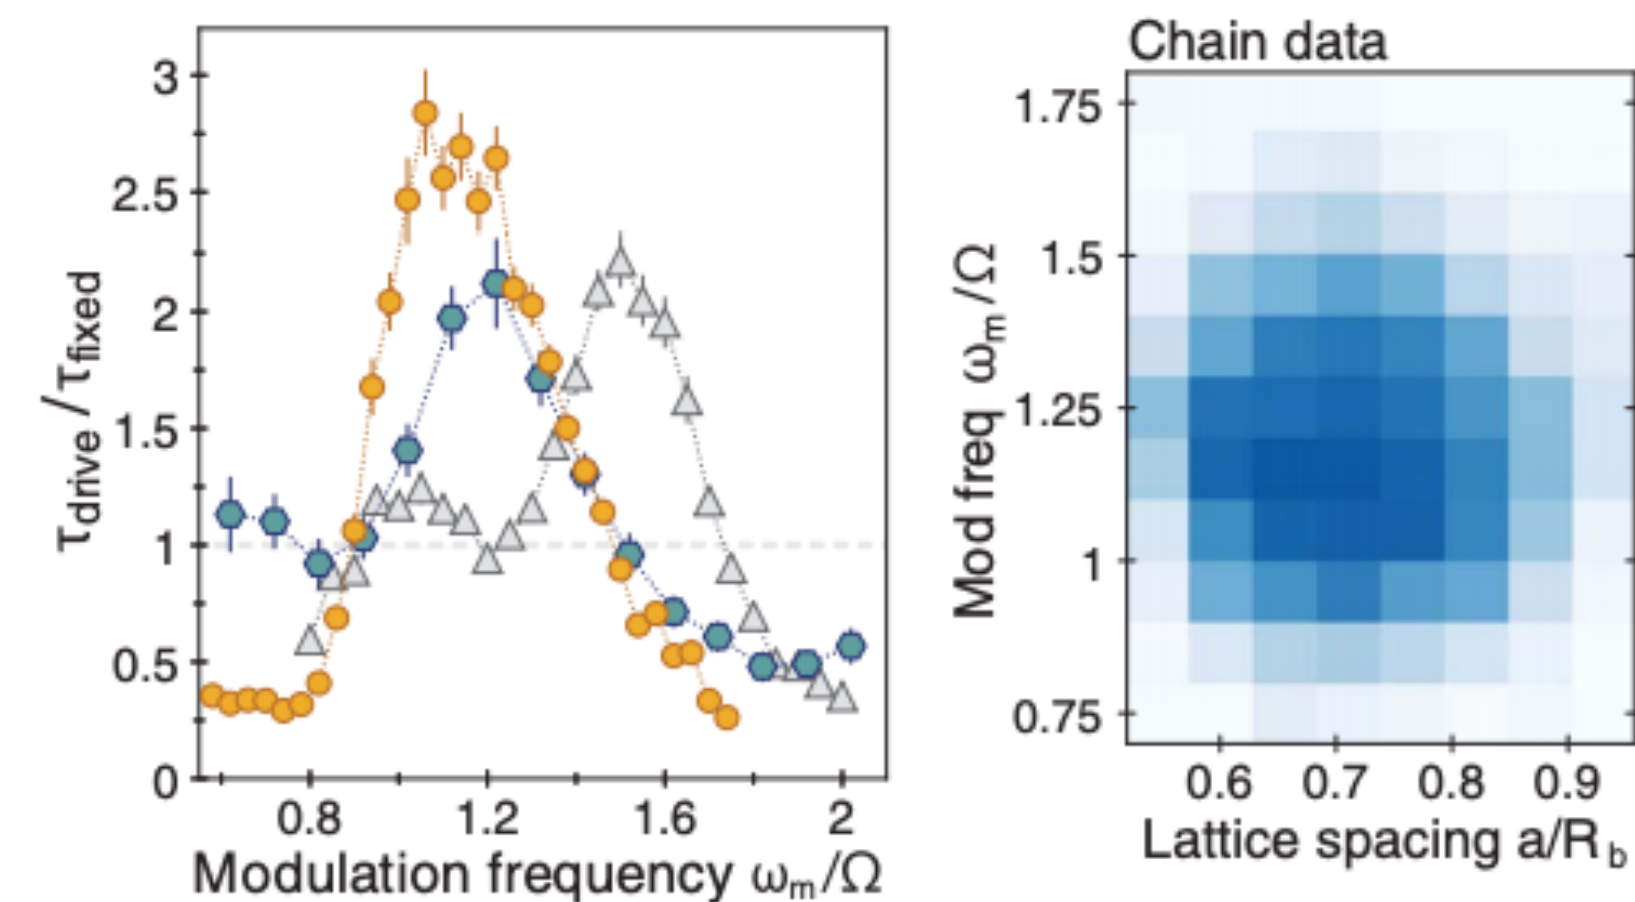 3
2.5
2
1.5
1
0.5
0
τdrive /τfixed
0.8 1.2 1.6 2
Modulation frequency ωm/Ω
Chain data
1.75
1.5
1.25
1
0.75
Mod freq ωm/Ω
0.6 0.7 0.8 0.9
Lattice spacing a/Rb